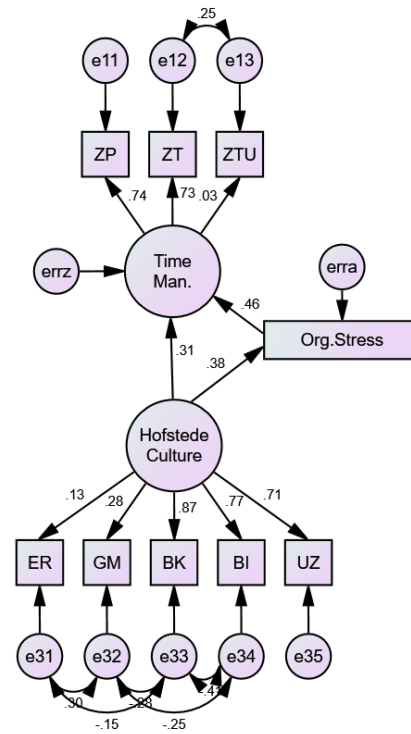 .25
e11 e12 e13
ZP ZT ZTU
.74 .73 .03
Time
Man.
errz
erra
.46
Org.Stress
.31
.38
Hofstede
Culture
.13 .28 .87 .77 .71
ER GM BK BI UZ
e31 e32 e33 e34 e35
.30 -.28 -.41
-.15 -.25